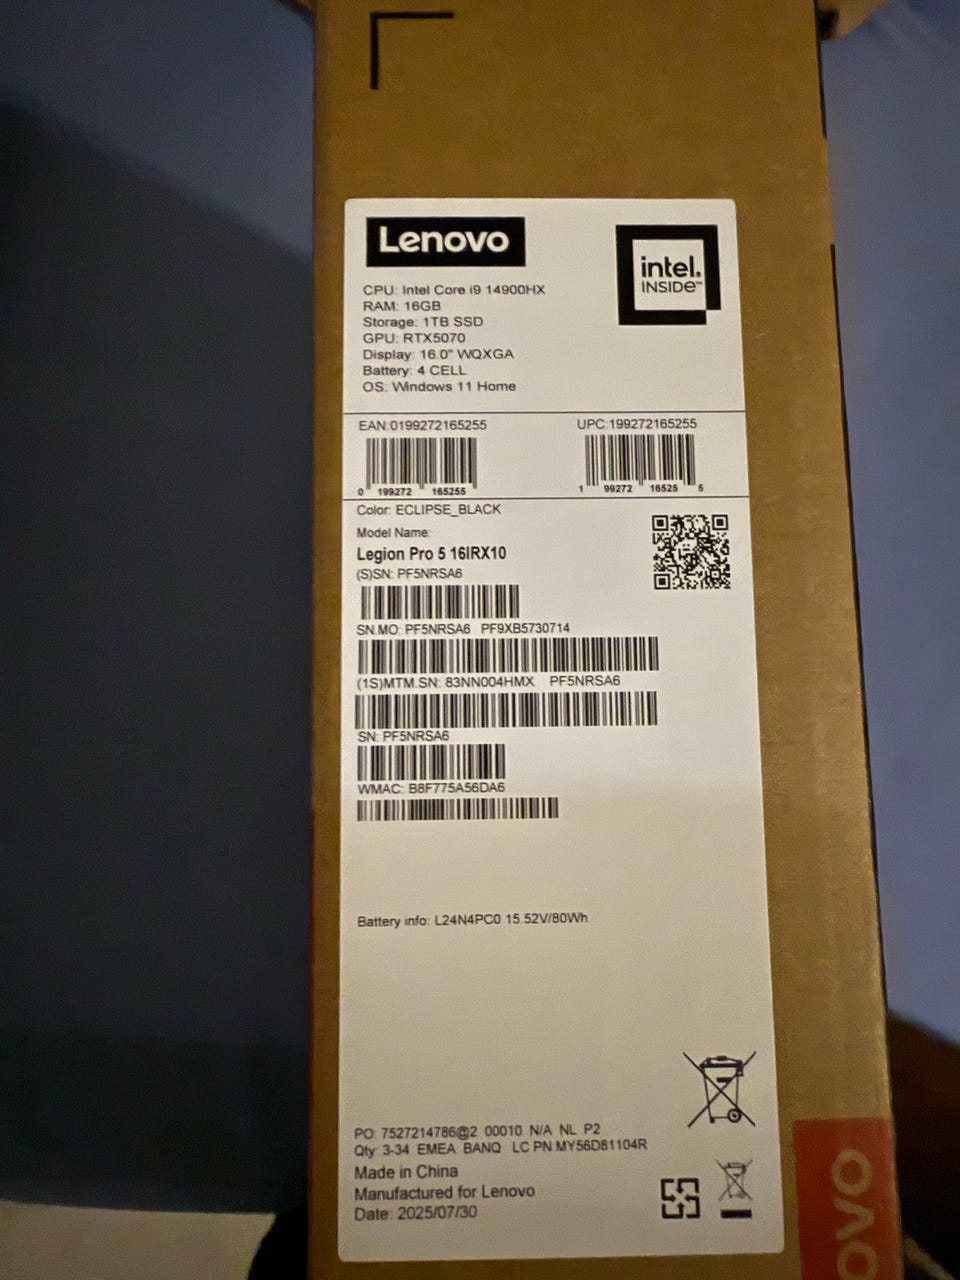 Lenovo
intel.
INSIDE™
CPU: Intel Core i9 14900HX
RAM: 16GB
Storage: 1TB SSD
GPU: RTX5070
Display: 16.0" WQXGA
Battery: 4 CELL
OS: Windows 11 Home
EAN:0199272165255 UPC:199272165255
0 199272 165255 1 99272 16525 5
Color: ECLIPSE_BLACK
Model Name:
Legion Pro 5 16IRX10
(S)SN: PF5NRSA6
SN.MO: PF5NRSA6 PF9XB5730714
(1S)MTM.SN: 83NN004HMX PF5NRSA6
SN: PF5NRSA6
WMAC: B8F775A56DA6
Battery info: L24N4PC0 15.52V/80Wh
PO: 7527214786@2 00010 N/A NL P2
Qty: 3-34 EMEA BANQ LC PN:MY56D81104R
Made in China
Manufactured for Lenovo
Date: 2025/07/30
OVO